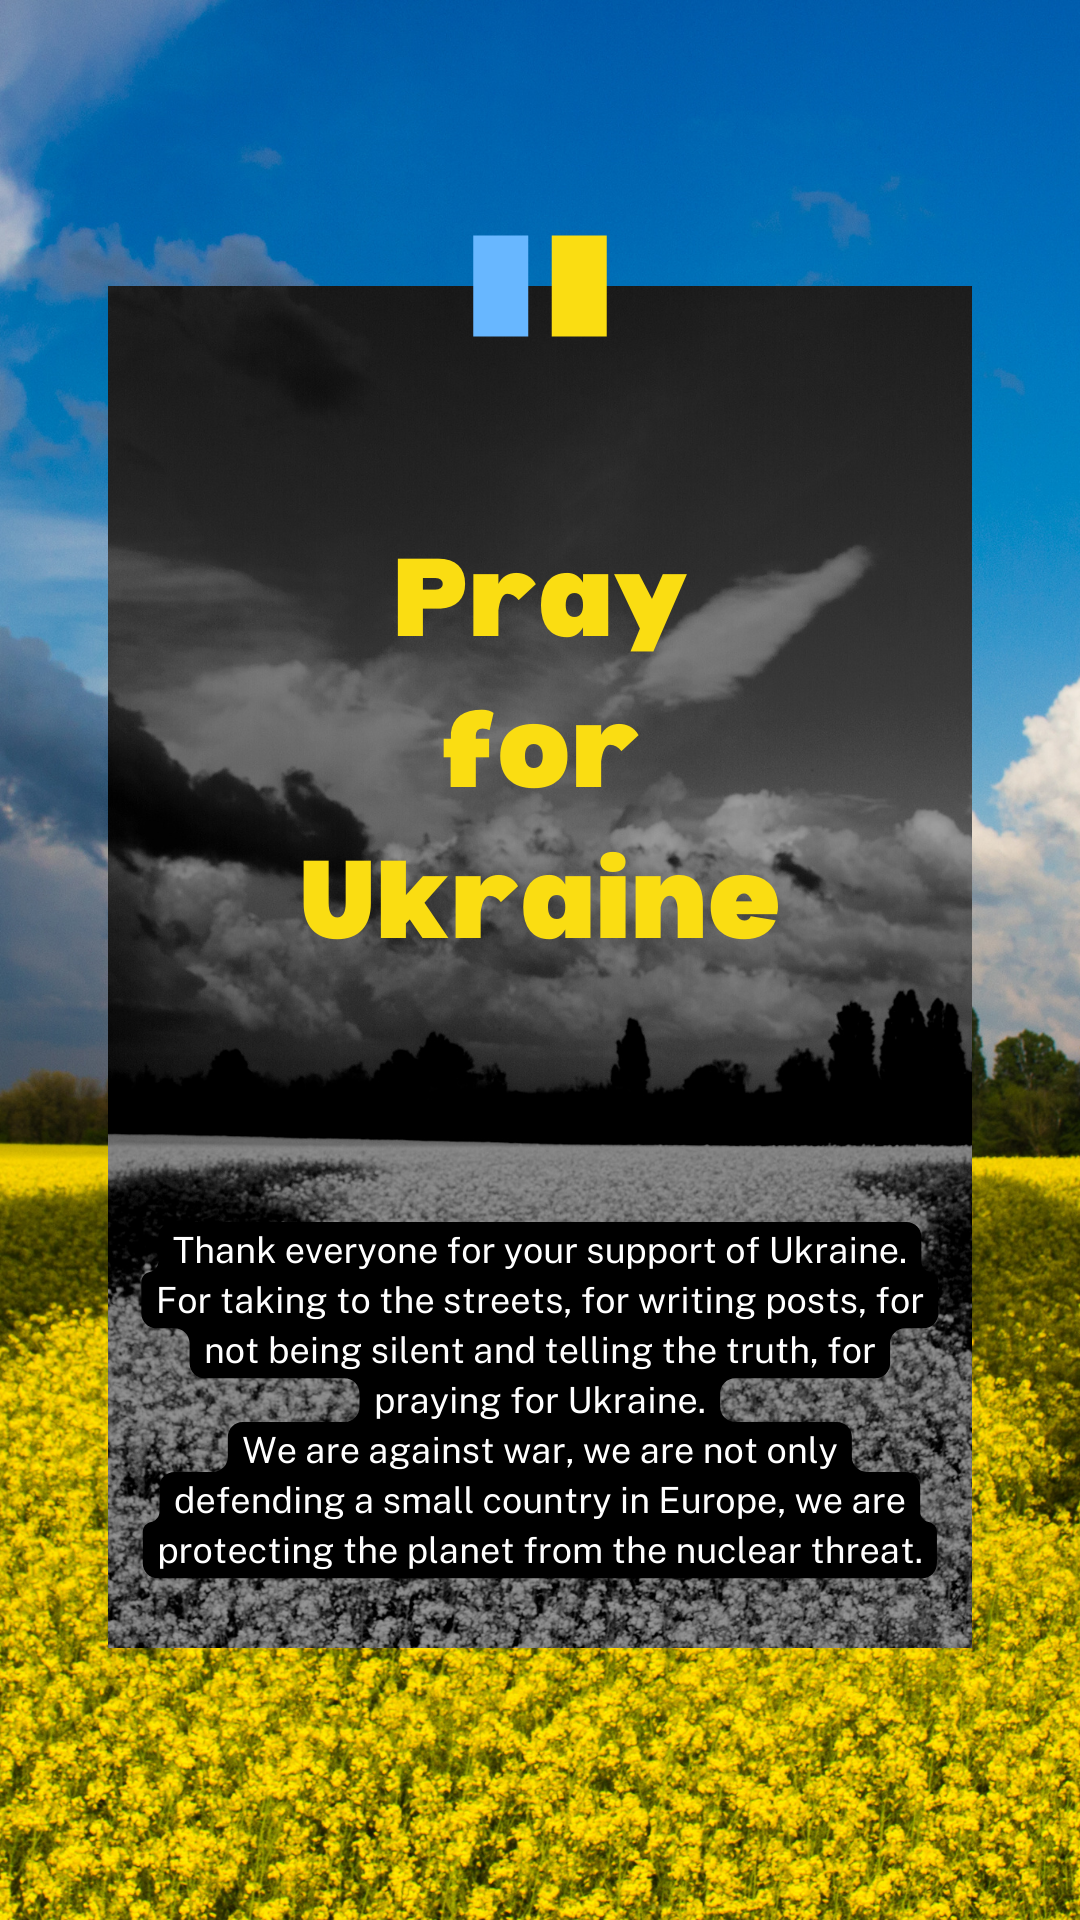 Pray
for
Ukraine
Thank everyone for your support of Ukraine.
For taking to the streets, for writing posts, for
not being silent and telling the truth, for
praying for Ukraine.
We are against war, we are not only
defending a small country in Europe, we are
protecting the planet from the nuclear threat.